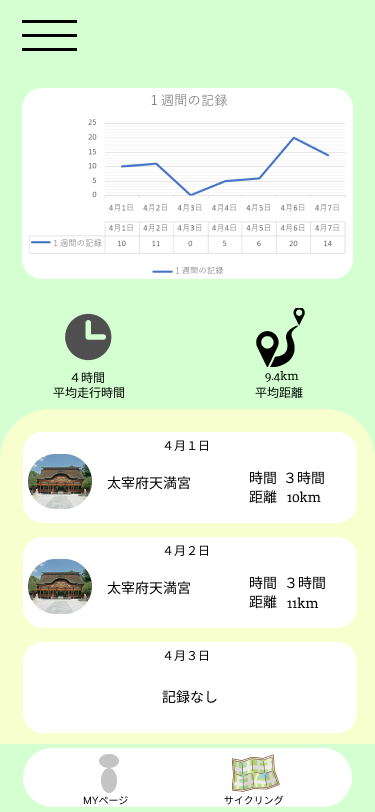 1 週間の記録
25
20
15
10
5
0
4月1日 4月2日 4月3日 4月4日 4月5日 4月6日 4月7日
4月1日 4月2日 4月3日 4月4日 4月5日 4月6日 4月7日
1 週間の記録 10 11 0 5 6 20 14
1 週間の記録
４時間
平均走行時間
9.4km
平均距離
４月１日
太宰府天満宮
時間 ３時間
距離 10km
４月２日
太宰府天満宮
時間 ３時間
距離 11km
４月３日
記録なし
MYページ
サイクリング